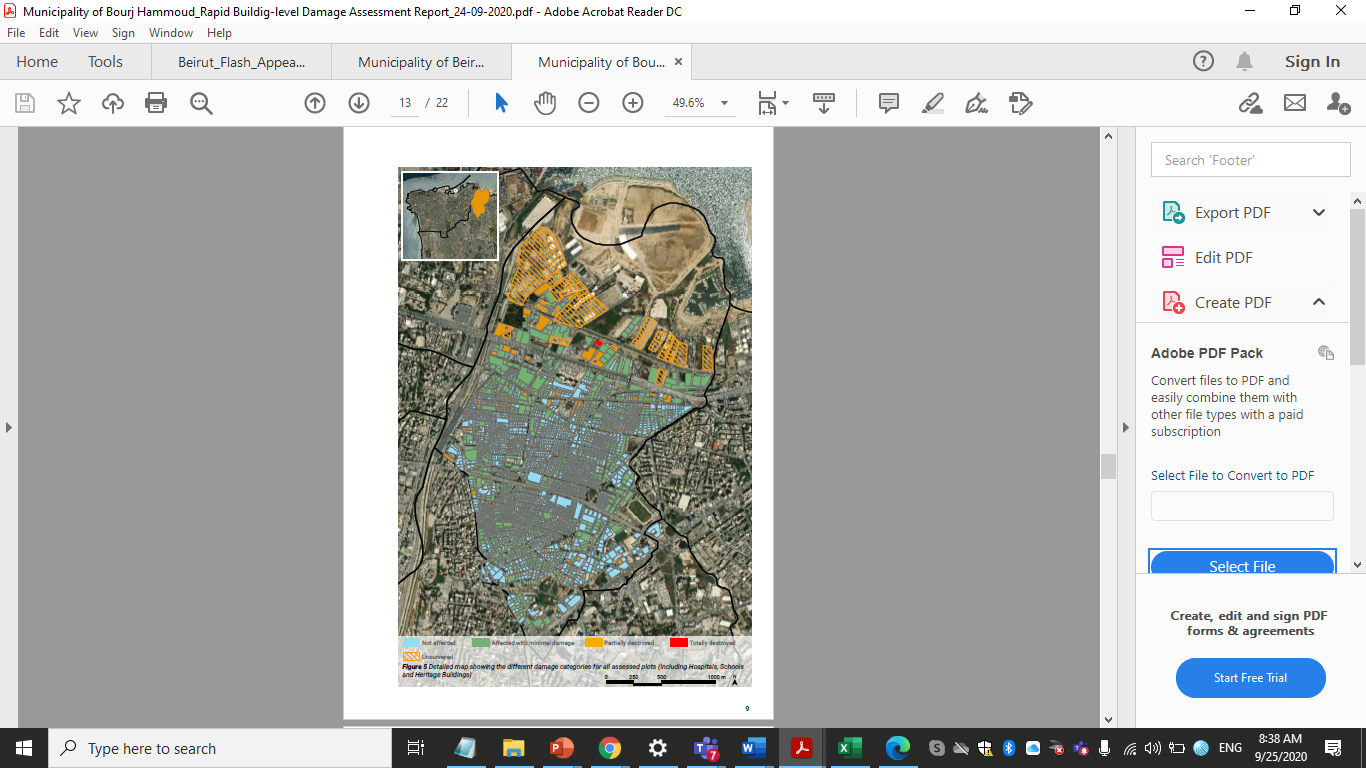 Municipality of Bourj Hammoud_Rapid Buildig-level Damage Assessment Report_24-09-2020.pdf - Adobe Acrobat Reader DC
File Edit View Sign Window Help
Home Tools Beirut_Flash_Appea... Municipality of Beir... Municipality of Bou... × Sign In
13 / 22 49.6%
Search 'Footer'
Export PDF
Edit PDF
Create PDF
Adobe PDF Pack
Convert files to PDF and
easily combine them with
other file types with a paid
subscription
Select File to Convert to PDF
Select File
Create, edit and sign PDF
forms & agreements
Start Free Trial
Not affected Affected with minimal damage Partially destroyed Totally destroyed
Unsurveyed
Figure 5 Detailed map showing the different damage categories for all assessed plots (including Hospitals, Schools
and Heritage Buildings)
0 250 500 1000 m N
9
Type here to search
7
ENG
8:38 AM
9/25/2020